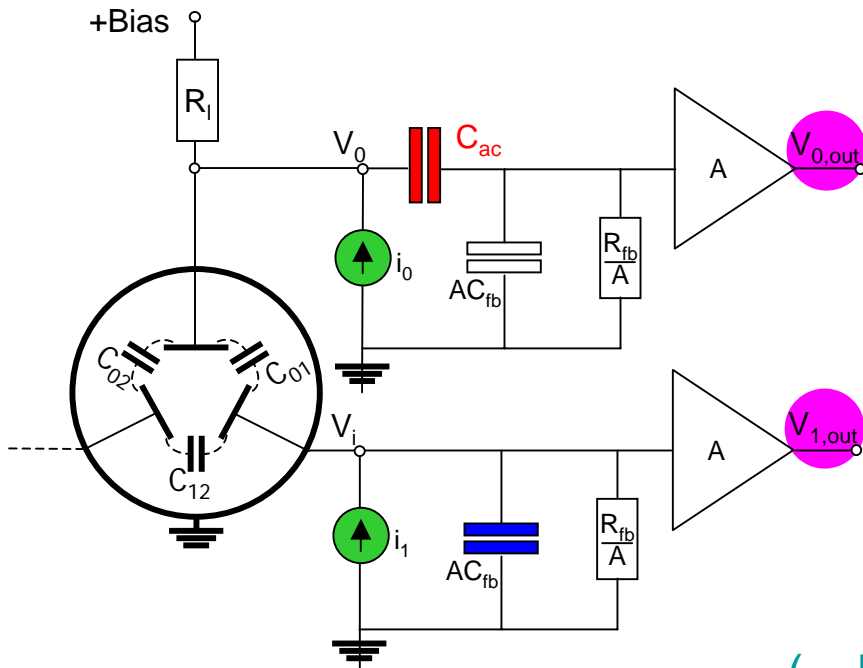 +Bias
R_l
V_0
C_ac
A
V_0,out
i_0
AC_fb
R_fb
A
C_02
C_01
C_12
V_i
A
V_1,out
i_1
AC_fb
R_fb
A